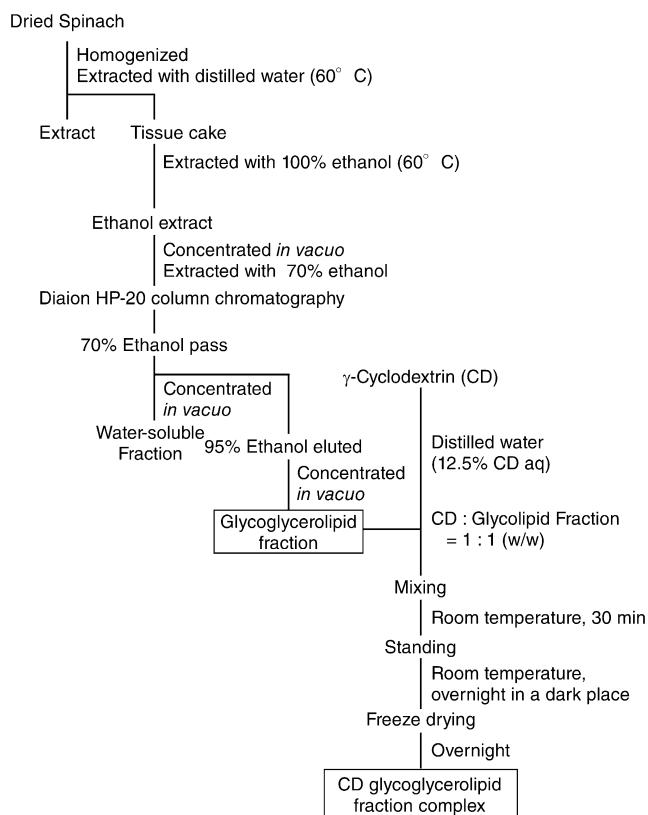 Dried Spinach
Homogenized
Extracted with distilled water (60° C)
Extract
Tissue cake
Extracted with 100% ethanol (60° C)
Ethanol extract
Concentrated in vacuo
Extracted with 70% ethanol
Diaion HP-20 column chromatography
70% Ethanol pass
Concentrated
in vacuo
Water-soluble
Fraction
95% Ethanol eluted
Concentrated
in vacuo
Glycoglycerolipid
fraction
γ-Cyclodextrin (CD)
Distilled water
(12.5% CD aq)
CD : Glycolipid Fraction
= 1 : 1 (w/w)
Mixing
Room temperature, 30 min
Standing
Room temperature,
overnight in a dark place
Freeze drying
Overnight
CD glycoglycerolipid
fraction complex